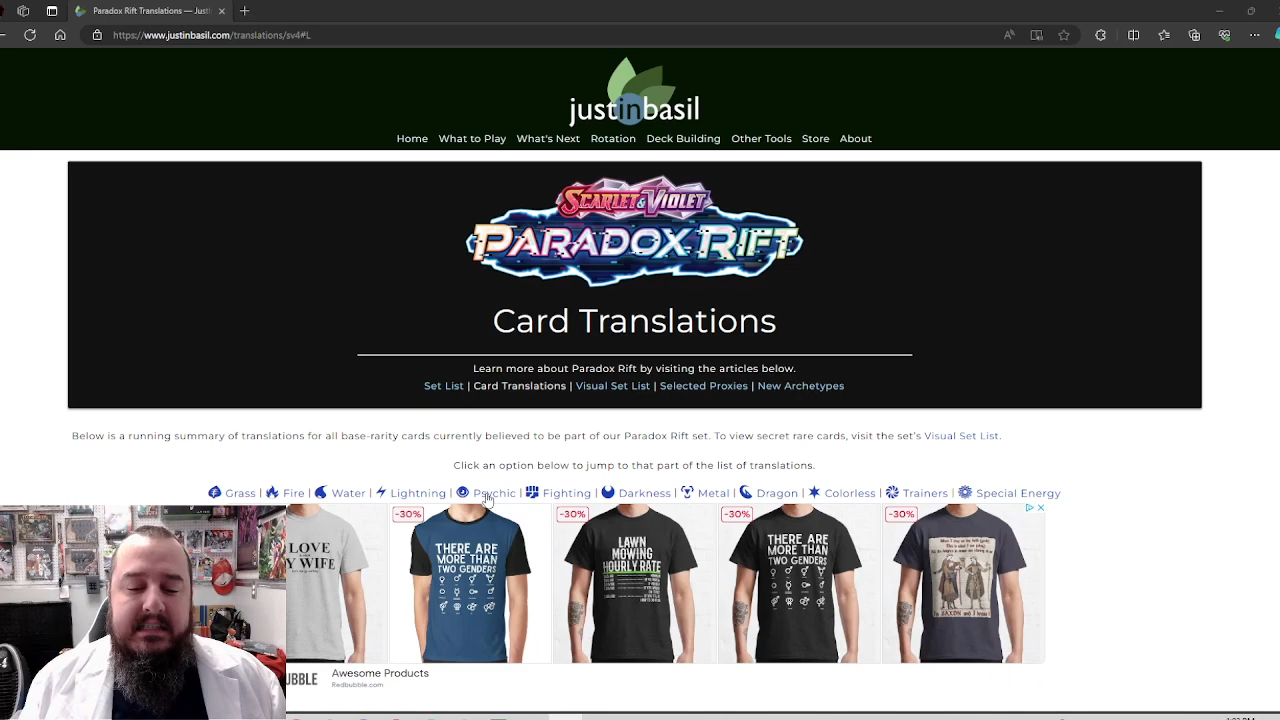 Paradox Rift — Just
https://www.justinbasil.com/translations/sv4#L
justinbasil
Home What to Play What's Next Rotation Deck Building Other Tools Store About
SCARLET & VIOLET
PARADOX RIFT
Card Translations
Learn more about Paradox Rift by visiting the articles below.
Set List | Card Translations | Visual Set List | Selected Proxies | New Archetypes
Below is a running summary of translations for all base-rarity cards currently believed to be part of our Paradox Rift set. To view secret rare cards, visit the set's Visual Set List.
Click an option below to jump to that part of the list of translations.
Grass | Fire | Water | Lightning | Psychic | Fighting | Darkness | Metal | Dragon | Colorless | Trainers | Special Energy
-30% -30% -30% -30%
LOVE
Y WIFE
THERE ARE
MORE THAN
TWO GENDERS
LAWN
MOWING
HOURLY RATE
THERE ARE
MORE THAN
TWO GENDERS
UBBLE
Awesome Products
Redbubble.com